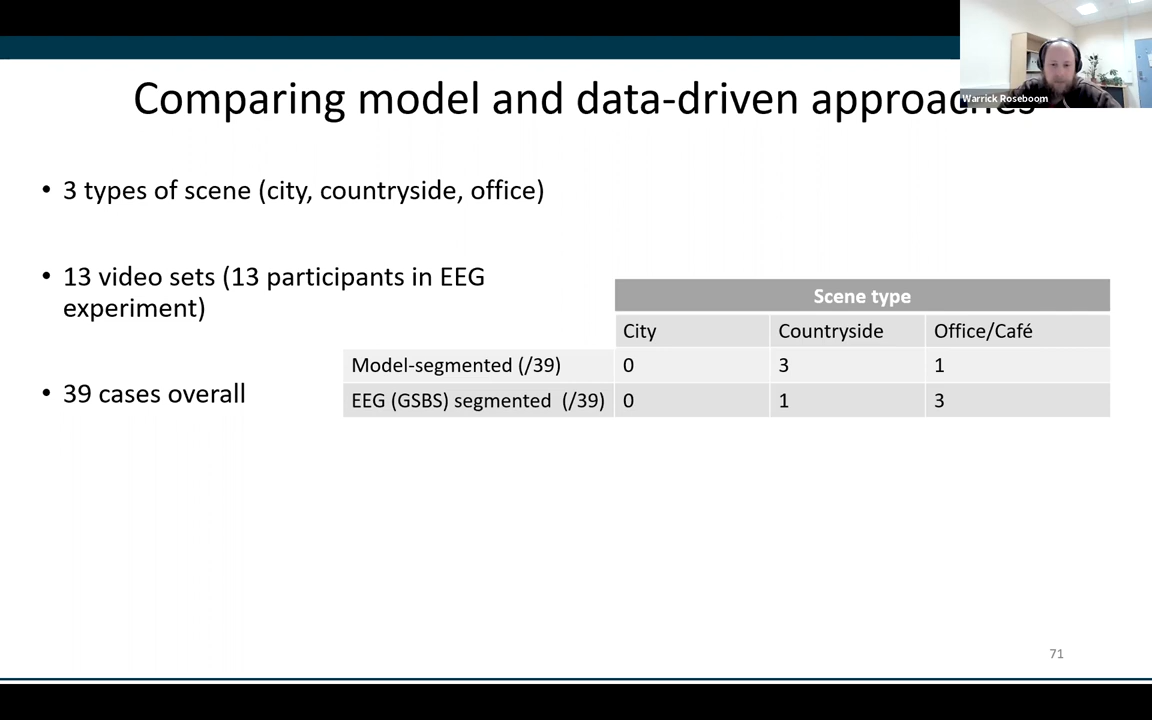 Warrick Roseboom
Comparing model and data-driven approaches
• 3 types of scene (city, countryside, office)
• 13 video sets (13 participants in EEG
experiment)
• 39 cases overall
Scene type
City Countryside Office/Café
Model-segmented (/39) 0 3 1
EEG (GSBS) segmented (/39) 0 1 3
71